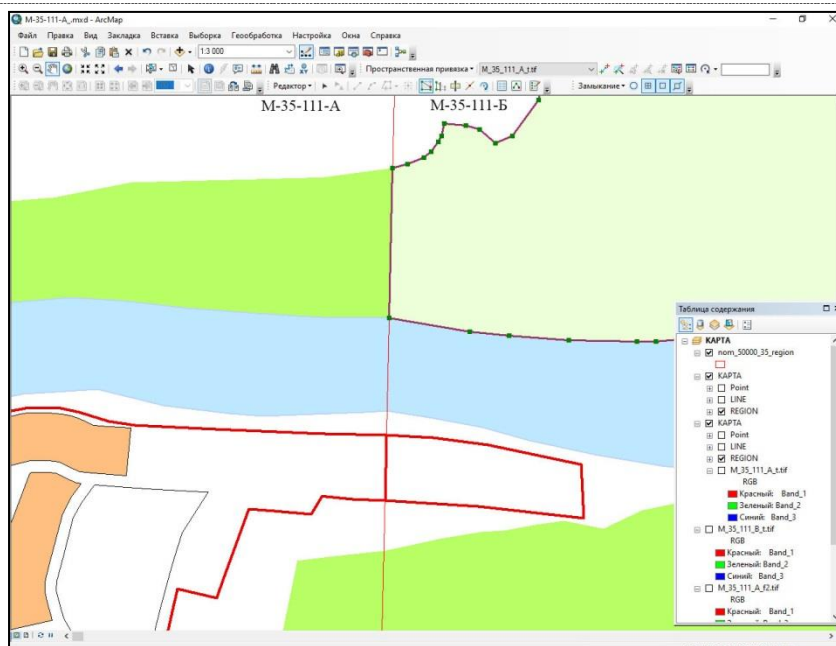 M-35-111-A_.mxd - ArcMap
Файл Правка Вид Закладка Вставка Выборка Геообработка Настройка Окна Справка
1:3 000
Пространственная привязка M_35_111_A_t.tif
Редактор Замыкание
М-35-111-А М-35-111-Б
Таблица содержания
КАРТА
nom_50000_35_region
КАРТА
Point
LINE
REGION
КАРТА
Point
LINE
REGION
M_35_111_A_t.tif
RGB
Красный: Band_1
Зеленый: Band_2
Синий: Band_3
M_35_111_B_t.tif
RGB
Красный: Band_1
Зеленый: Band_2
Синий: Band_3
M_35_111_A_f2.tif
RGB
Красный: Band_1